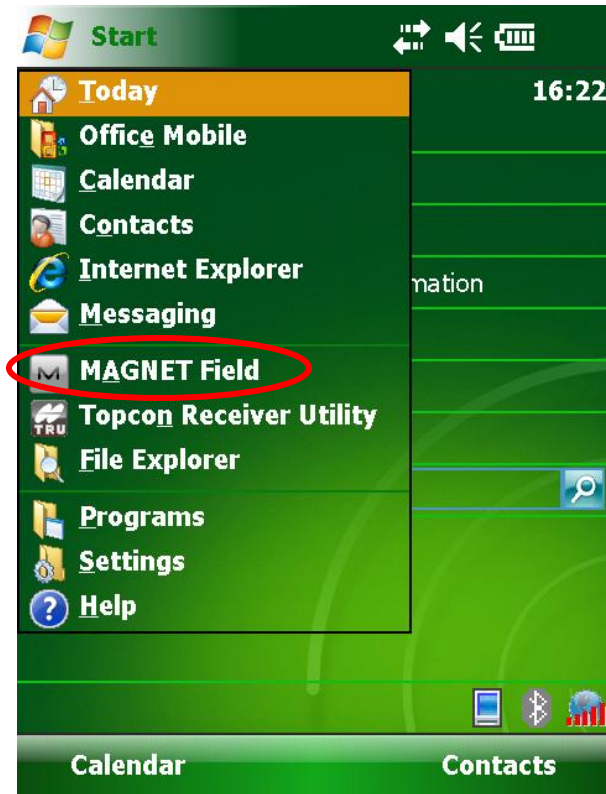 Start
Today
16:22
Office Mobile
Calendar
Contacts
Internet Explorer
mation
Messaging
M MAGNET Field
TRU Topcon Receiver Utility
File Explorer
Programs
Settings
? Help
Calendar Contacts